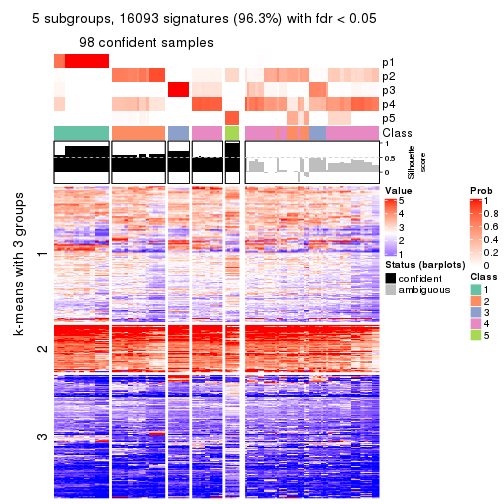 5 subgroups, 16093 signatures (96.3%) with fdr < 0.05
98 confident samples
p1
p2
p3
p4
p5
Class
1
0.5
0
Silhouette
score
k-means with 3 groups
1
2
3
Value
5
4
3
2
1
Status (barplots)
confident
ambiguous
Prob
1
0.8
0.6
0.4
0.2
0
Class
1
2
3
4
5